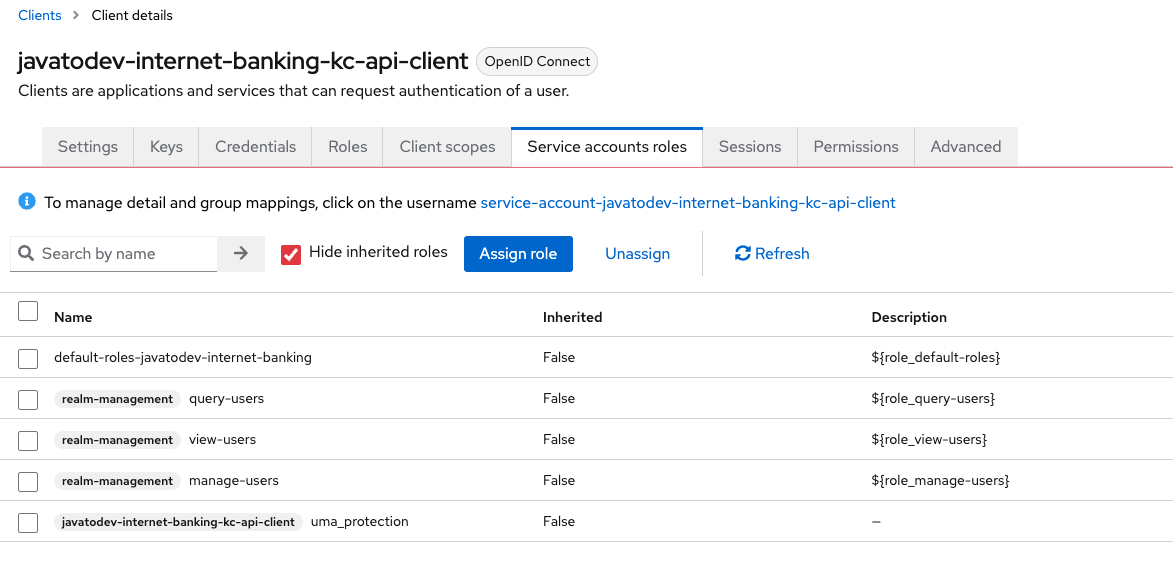 Clients > Client details
javatodev-internet-banking-kc-api-client OpenID Connect
Clients are applications and services that can request authentication of a user.
Settings Keys Credentials Roles Client scopes Service accounts roles Sessions Permissions Advanced
To manage detail and group mappings, click on the username service-account-javatodev-internet-banking-kc-api-client
Search by name Hide inherited roles Assign role Unassign Refresh
Name Inherited Description
default-roles-javatodev-internet-banking False ${role_default-roles}
realm-management query-users False ${role_query-users}
realm-management view-users False ${role_view-users}
realm-management manage-users False ${role_manage-users}
javatodev-internet-banking-kc-api-client uma_protection False –